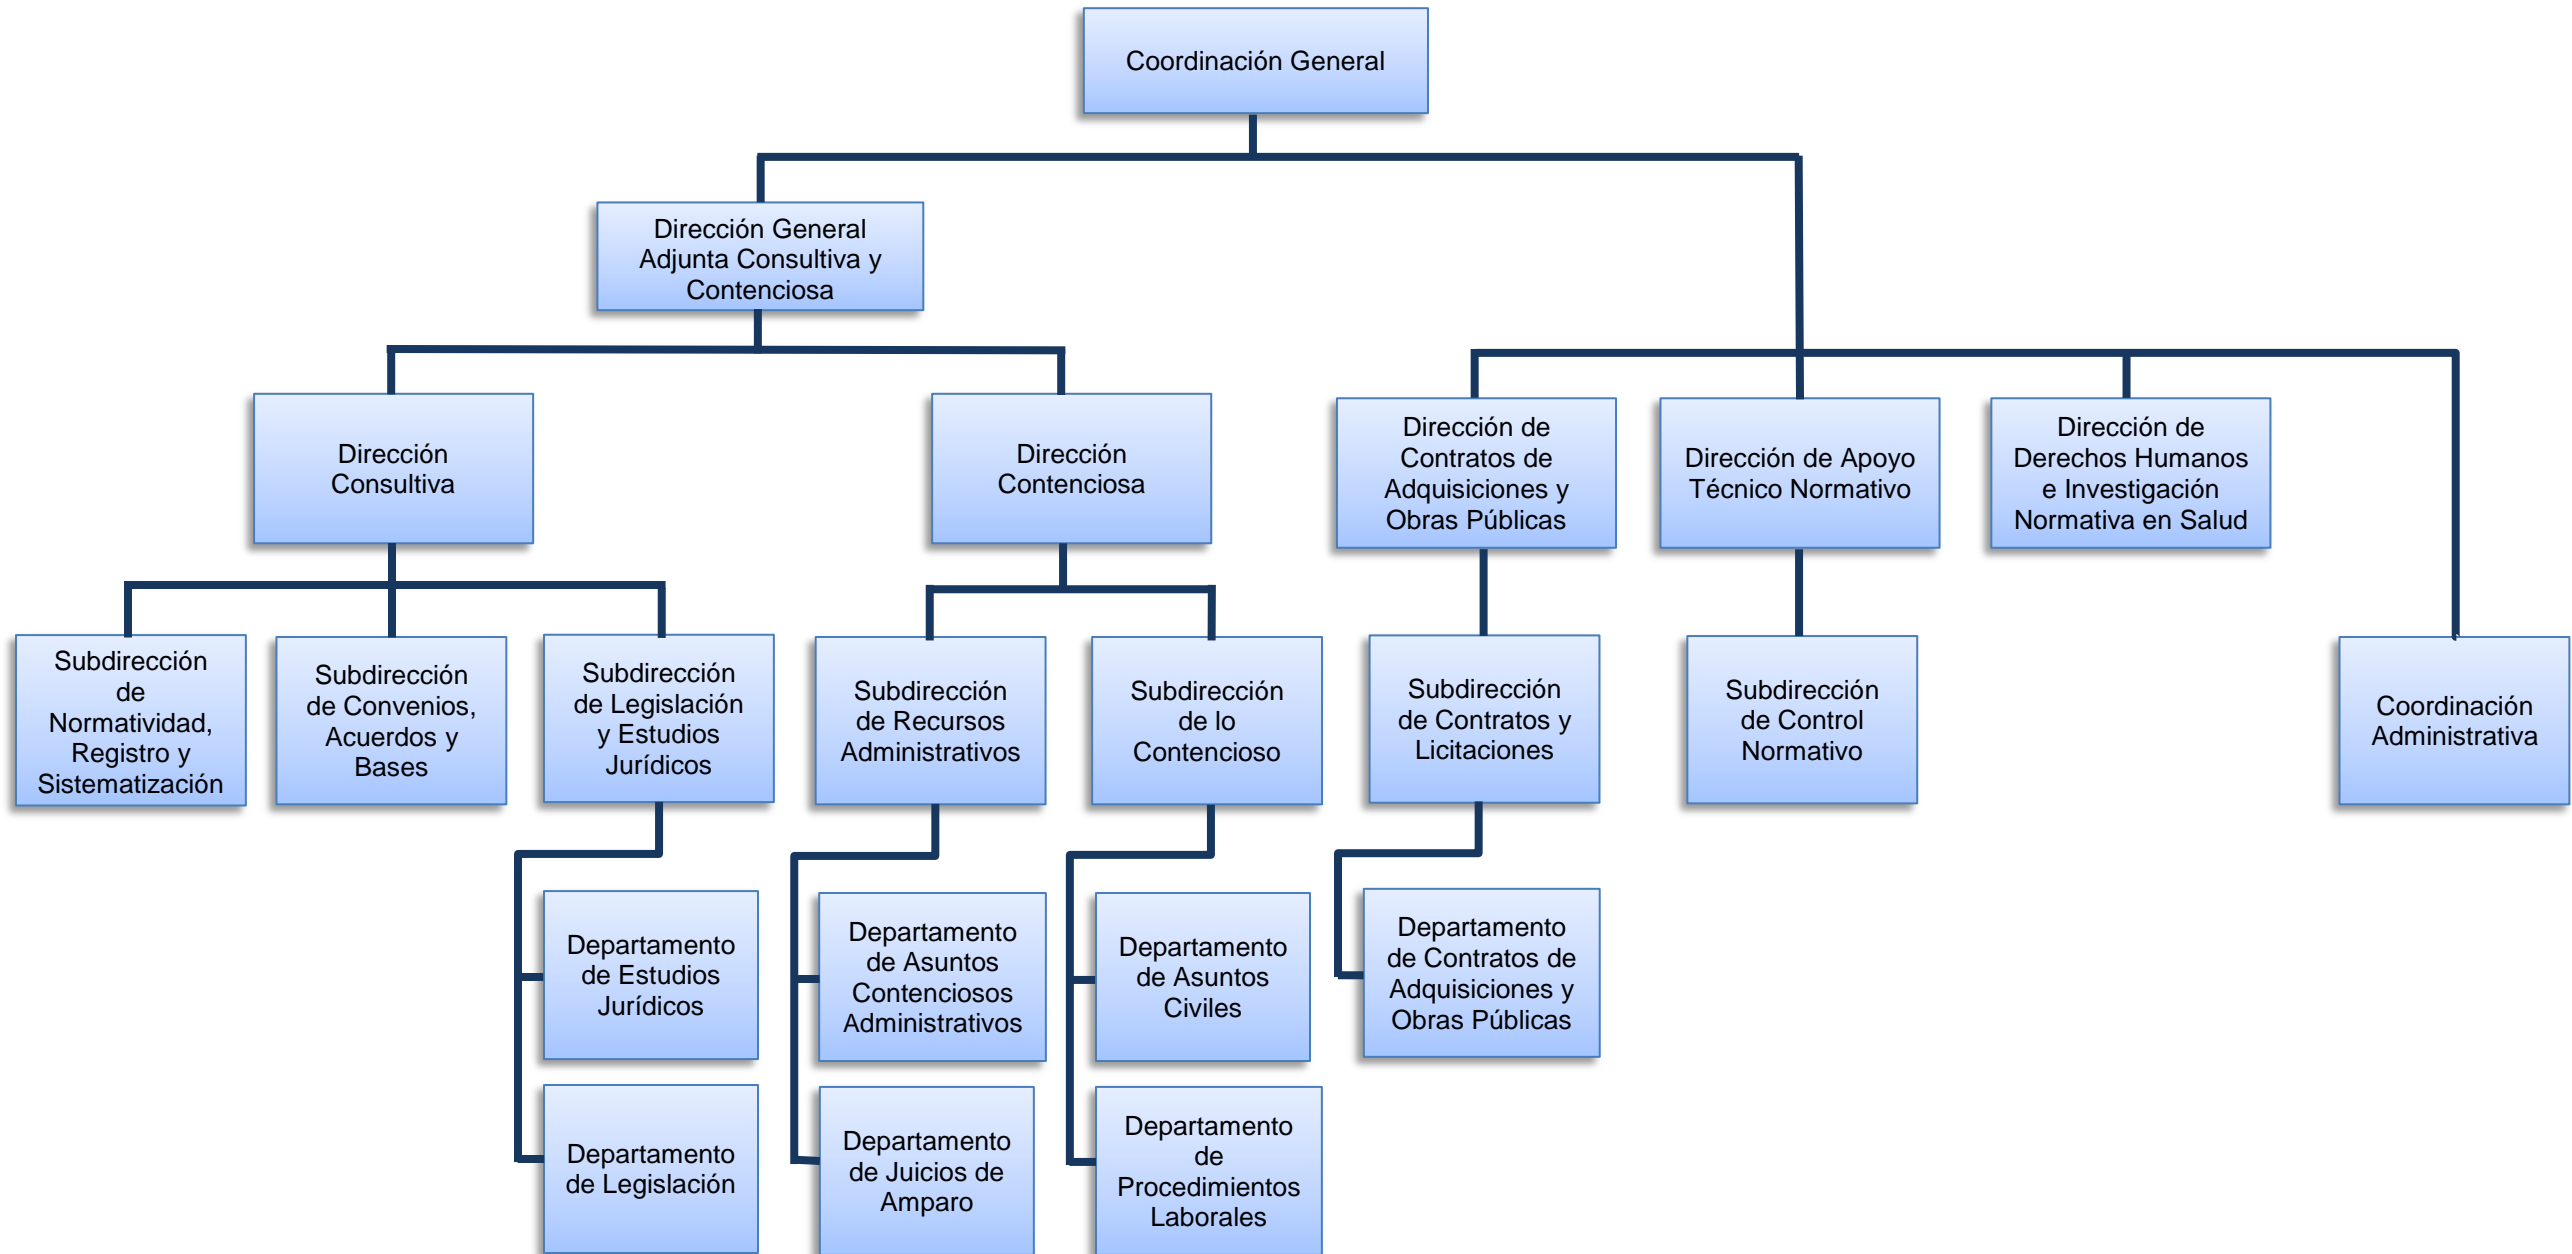 Coordinación General
Dirección General
Adjunta Consultiva y
Contenciosa
Dirección
Consultiva
Dirección
Contenciosa
Dirección de
Contratos de
Adquisiciones y
Obras Públicas
Dirección de Apoyo
Técnico Normativo
Dirección de
Derechos Humanos
e Investigación
Normativa en Salud
Subdirección
de
Normatividad,
Registro y
Sistematización
Subdirección
de Convenios,
Acuerdos y
Bases
Subdirección
de Legislación
y Estudios
Jurídicos
Subdirección
de Recursos
Administrativos
Subdirección
de lo
Contencioso
Subdirección
de Contratos y
Licitaciones
Subdirección
de Control
Normativo
Coordinación
Administrativa
Departamento
de Estudios
Jurídicos
Departamento
de Asuntos
Contenciosos
Administrativos
Departamento
de Asuntos
Civiles
Departamento
de Contratos de
Adquisiciones y
Obras Públicas
Departamento
de Legislación
Departamento
de Juicios de
Amparo
Departamento
de
Procedimientos
Laborales